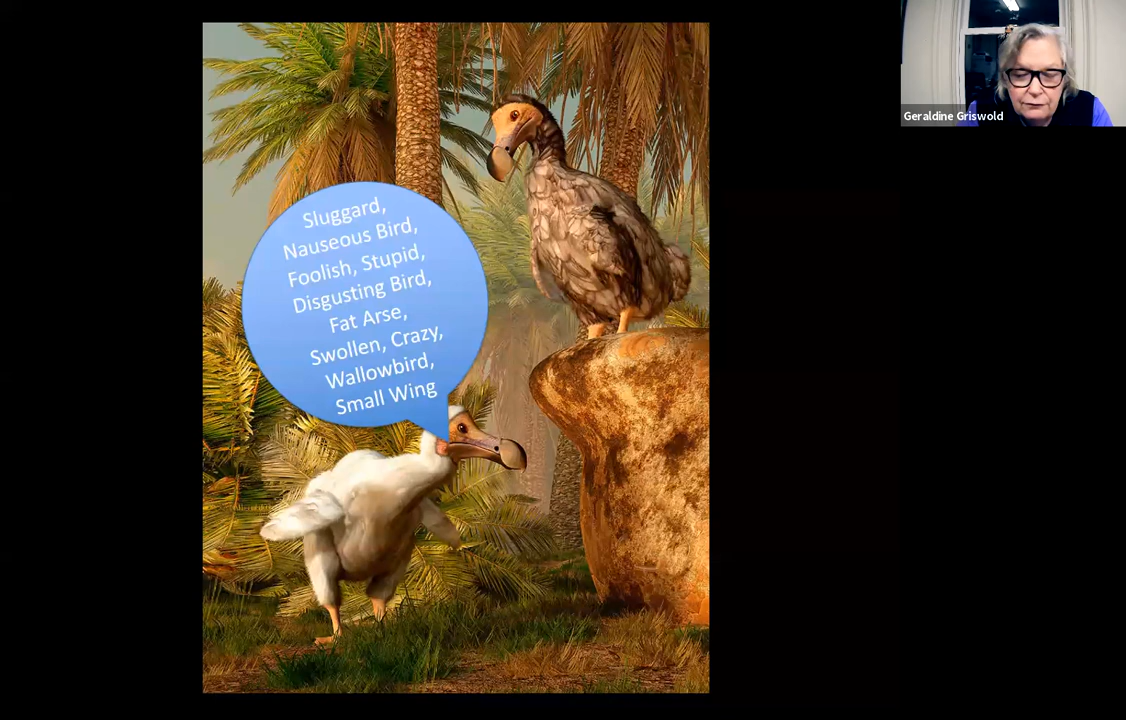 Sluggard,
Nauseous Bird,
Foolish, Stupid,
Disgusting Bird,
Fat Arse,
Swollen, Crazy,
Wallowbird,
Small Wing
Geraldine Griswold